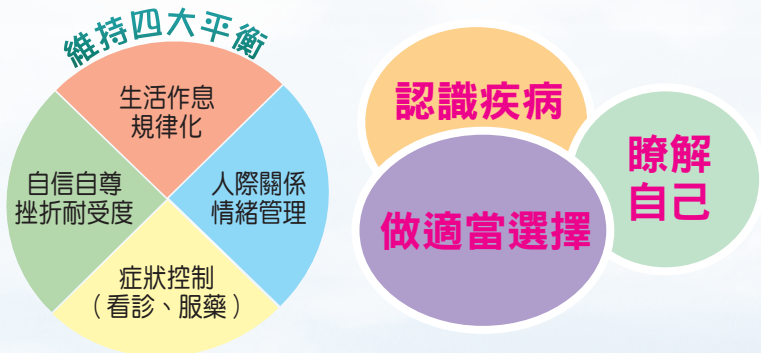 維持四大平衡
生活作息
規律化
自信自尊
挫折耐受度
人際關係
情緒管理
症狀控制
（看診、服藥）
認識疾病
瞭解
自己
做適當選擇